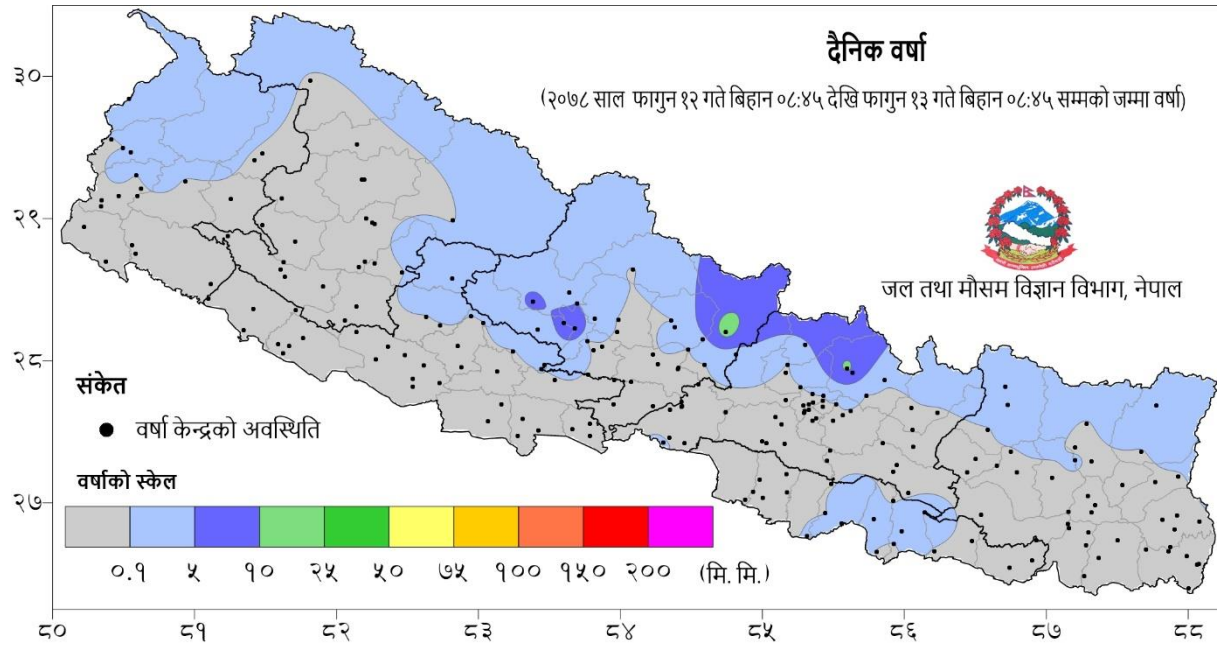 दैनिक वर्षा
(२०७८ साल फागुन १२ गते बिहान ०८:४५ देखि फागुन १३ गते बिहान ०८:४५ सम्मको जम्मा वर्षा)
जल तथा मौसम विज्ञान विभाग, नेपाल
३०
२९
२८
२७
संकेत
वर्षा केन्द्रको अवस्थिति
वर्षाको स्केल
०.१ ५ १० २५ ५० ७५ १०० १५० २०० (मि. मि.)
८० ८१ ८२ ८३ ८४ ८५ ८६ ८७ ८८